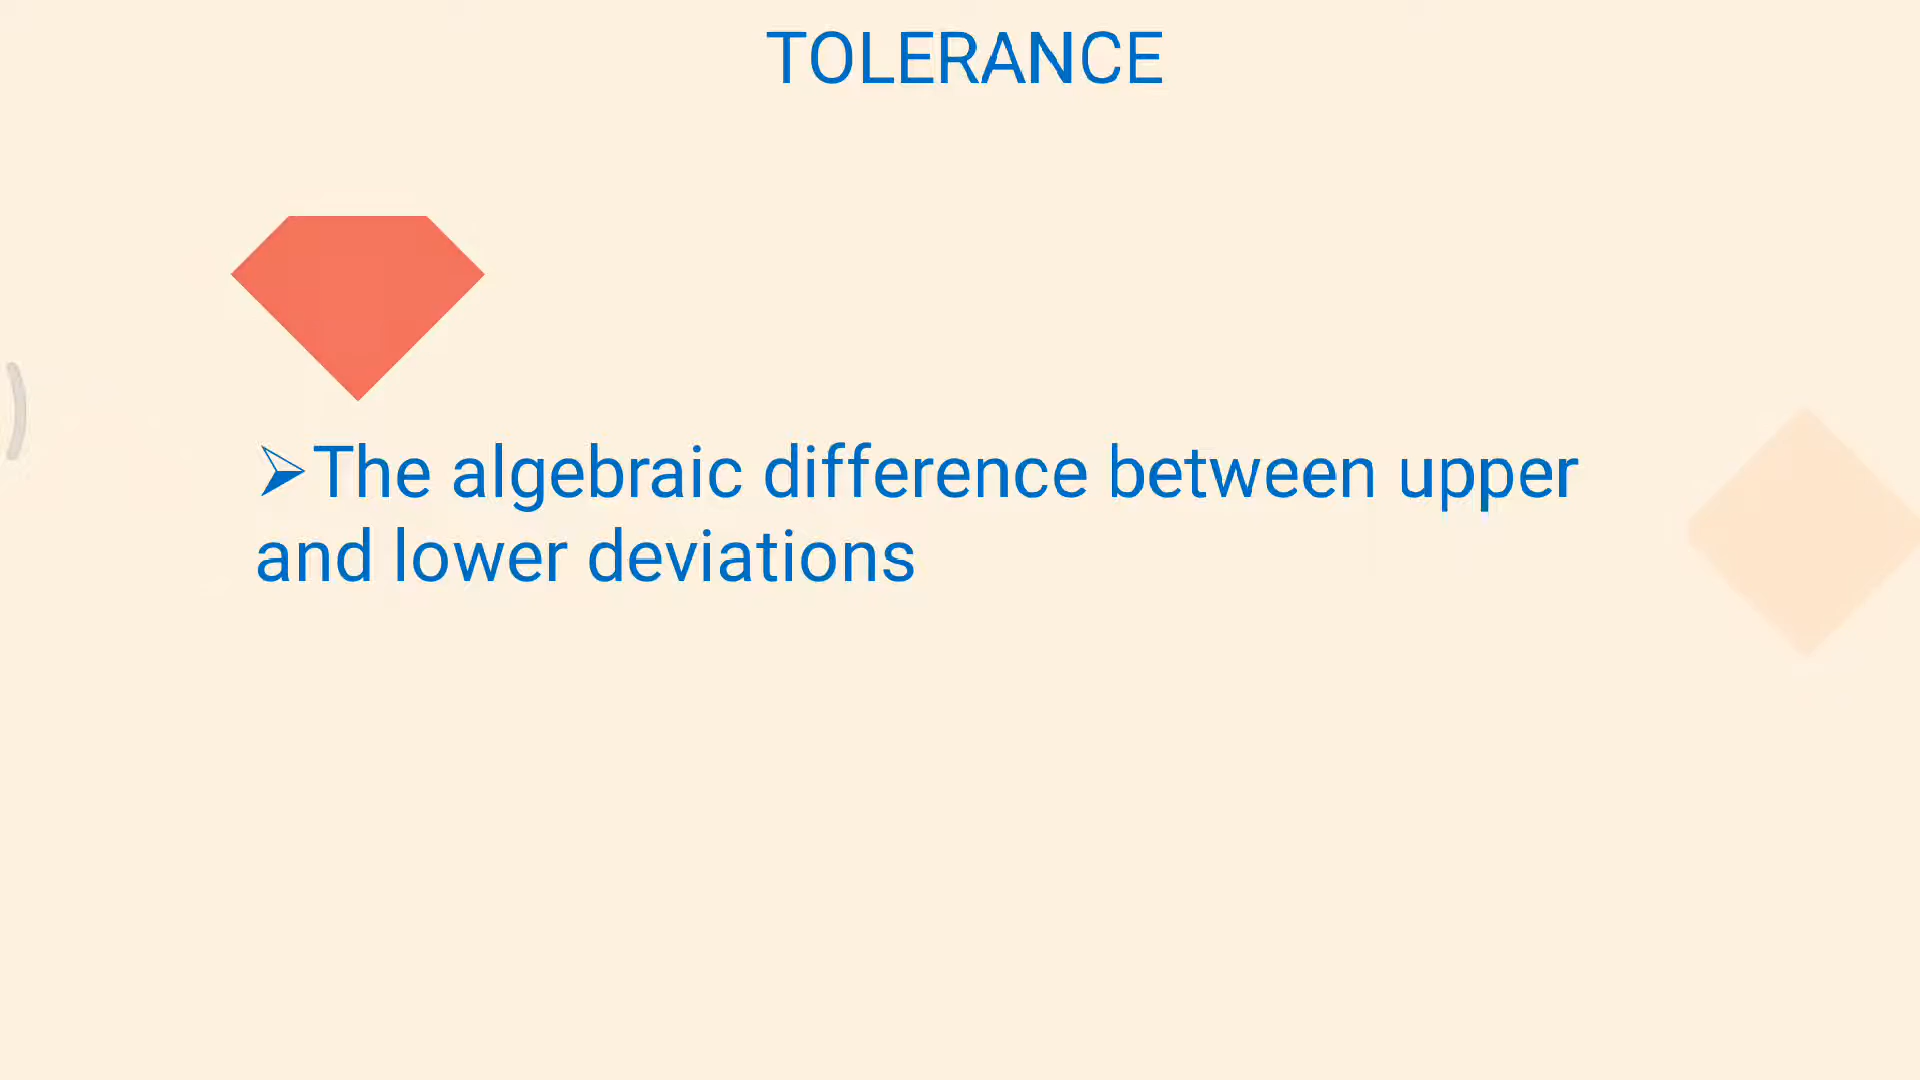 TOLERANCE
➢The algebraic difference between upper
and lower deviations